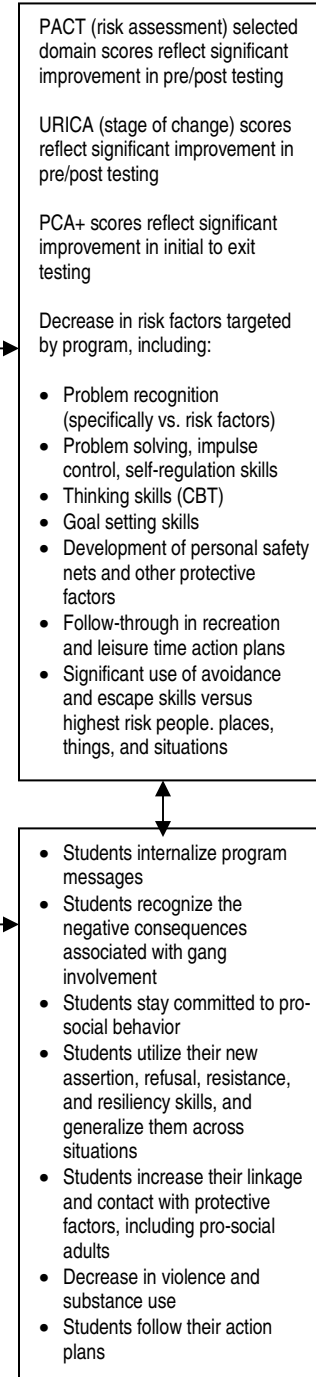 PACT (risk assessment) selected
domain scores reflect significant
improvement in pre/post testing
URICA (stage of change) scores
reflect significant improvement in
pre/post testing
PCA+ scores reflect significant
improvement in initial to exit
testing
Decrease in risk factors targeted
by program, including:
• Problem recognition
(specifically vs. risk factors)
• Problem solving, impulse
control, self-regulation skills
• Thinking skills (CBT)
• Goal setting skills
• Development of personal safety
nets and other protective
factors
• Follow-through in recreation
and leisure time action plans
• Significant use of avoidance
and escape skills versus
highest risk people. places,
things, and situations
• Students internalize program
messages
• Students recognize the
negative consequences
associated with gang
involvement
• Students stay committed to pro-
social behavior
• Students utilize their new
assertion, refusal, resistance,
and resiliency skills, and
generalize them across
situations
• Students increase their linkage
and contact with protective
factors, including pro-social
adults
• Decrease in violence and
substance use
• Students follow their action
plans